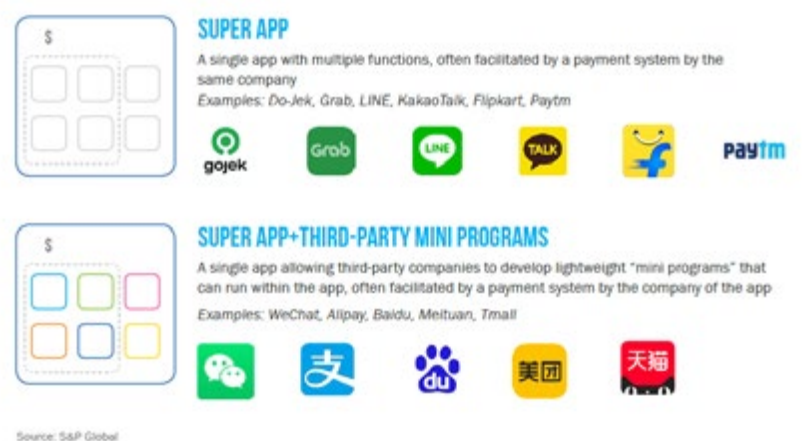 $
SUPER APP
A single app with multiple functions, often facilitated by a payment system by the
same company
Examples: Do-Jek, Grab, LINE, KakaoTalk, Flipkart, Paytm
gojek
Grab
LINE
TALK
f
paytm
$
SUPER APP+THIRD-PARTY MINI PROGRAMS
A single app allowing third-party companies to develop lightweight "mini programs" that
can run within the app, often facilitated by a payment system by the company of the app
Examples: WeChat, Alipay, Baidu, Meituan, Tmall
支
du
美团
天猫
Source: S&P Global